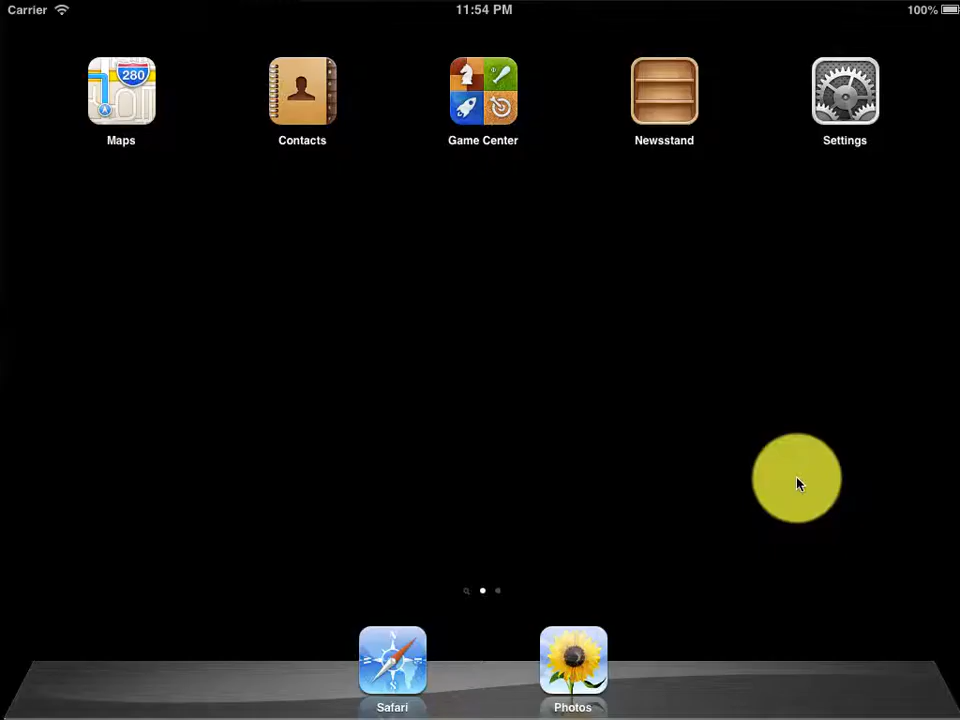 Carrier 11:54 PM 100%
280
Maps Contacts Game Center Newsstand Settings
N
W
S
Safari Photos